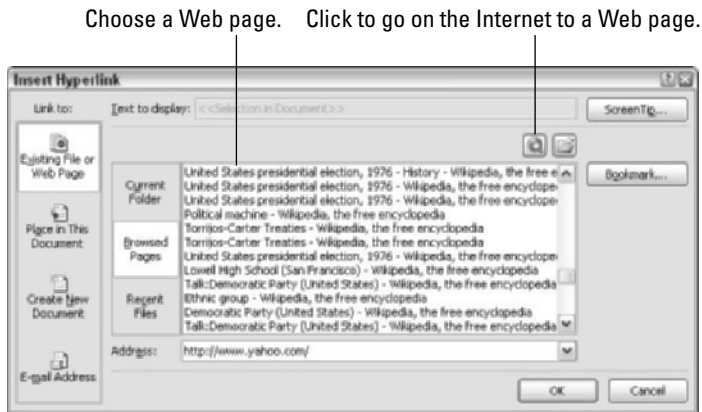 Choose a Web page. Click to go on the Internet to a Web page.
Insert Hyperlink
Link to:
Text to display: <<Selection in Document>>
ScreenTip...
Existing File or
Web Page
Place in This
Document
Create New
Document
E-mail Address
Current
Folder
Browsed
Pages
Recent
Files
United States presidential election, 1976 - History - Wikipedia, the free e
United States presidential election, 1976 - Wikipedia, the free encyclope
United States presidential election, 1976 - Wikipedia, the free encyclope
Political machine - Wikipedia, the free encyclopedia
Torrijos-Carter Treaties - Wikipedia, the free encyclopedia
Torrijos-Carter Treaties - Wikipedia, the free encyclopedia
United States presidential election, 1976 - Wikipedia, the free encyclope
Lowell High School (San Francisco) - Wikipedia, the free encyclopedia
Talk:Democratic Party (United States) - Wikipedia, the free encyclopedia
Ethnic group - Wikipedia, the free encyclopedia
Democratic Party (United States) - Wikipedia, the free encyclopedia
Talk:Democratic Party (United States) - Wikipedia, the free encyclopedia
Bookmark...
Address: http://www.yahoo.com/
OK Cancel